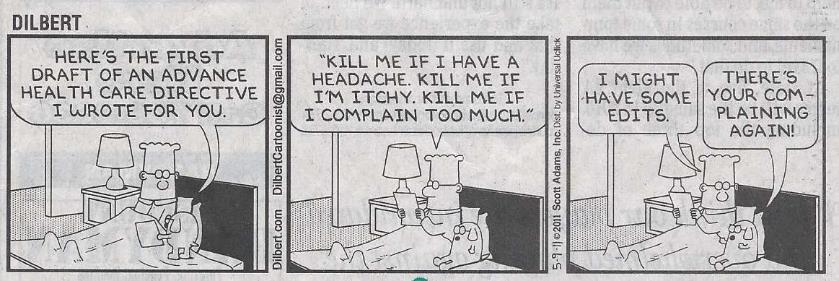 DILBERT
HERE'S THE FIRST
DRAFT OF AN ADVANCE
HEALTH CARE DIRECTIVE
I WROTE FOR YOU.
Dilbert.com DilbertCartoonist@gmail.com
"KILL ME IF I HAVE A
HEADACHE. KILL ME IF
I'M ITCHY. KILL ME IF
I COMPLAIN TOO MUCH."
5-9-11 ©2011 Scott Adams, Inc. Dist. by Universal Uclick
I MIGHT
HAVE SOME
EDITS.
THERE'S
YOUR COM-
PLAINING
AGAIN!